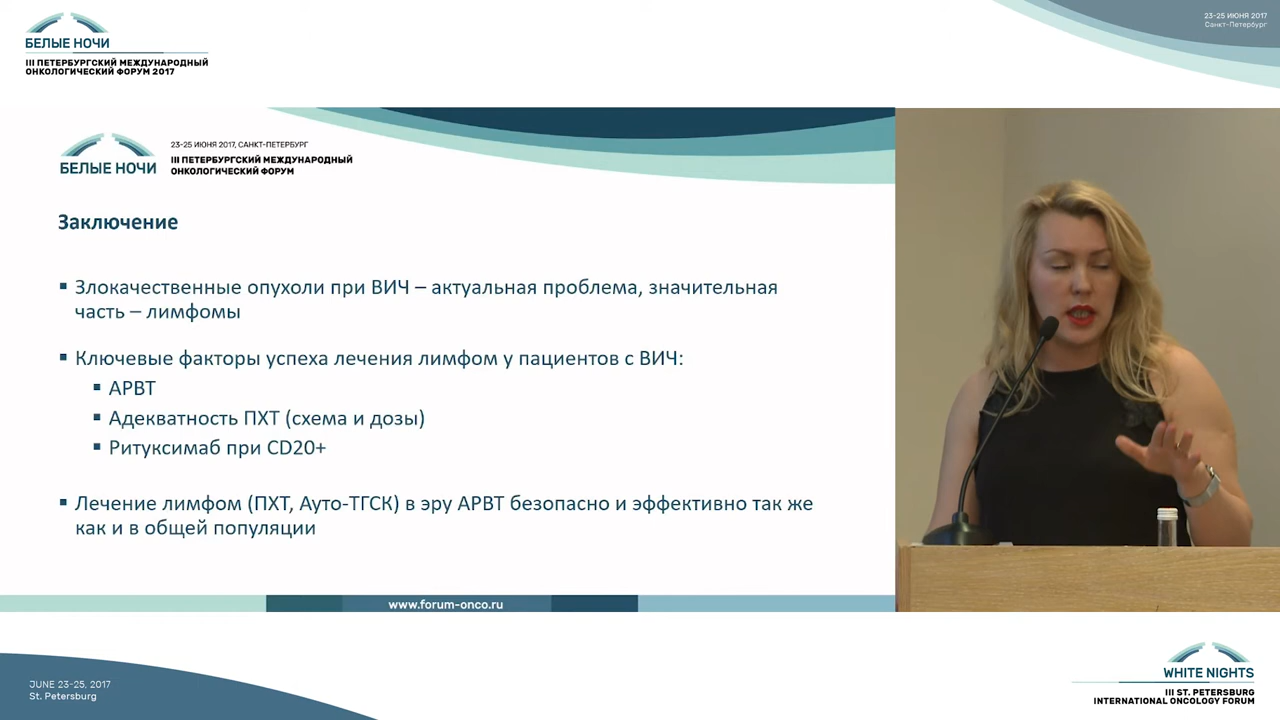 БЕЛЫЕ НОЧИ
III ПЕТЕРБУРГСКИЙ МЕЖДУНАРОДНЫЙ
ОНКОЛОГИЧЕСКИЙ ФОРУМ 2017
23-25 ИЮНЯ 2017
Санкт-Петербург
БЕЛЫЕ НОЧИ
23-25 ИЮНЯ 2017, САНКТ-ПЕТЕРБУРГ
III ПЕТЕРБУРГСКИЙ МЕЖДУНАРОДНЫЙ
ОНКОЛОГИЧЕСКИЙ ФОРУМ
Заключение
▪ Злокачественные опухоли при ВИЧ – актуальная проблема, значительная
часть – лимфомы
▪ Ключевые факторы успеха лечения лимфом у пациентов с ВИЧ:
▪ АРВТ
▪ Адекватность ПХТ (схема и дозы)
▪ Ритуксимаб при CD20+
▪ Лечение лимфом (ПХТ, Ауто-ТГСК) в эру АРВТ безопасно и эффективно так же
как и в общей популяции
www.forum-onco.ru
JUNE 23-25, 2017
St. Petersburg
WHITE NIGHTS
III ST. PETERSBURG
INTERNATIONAL ONCOLOGY FORUM